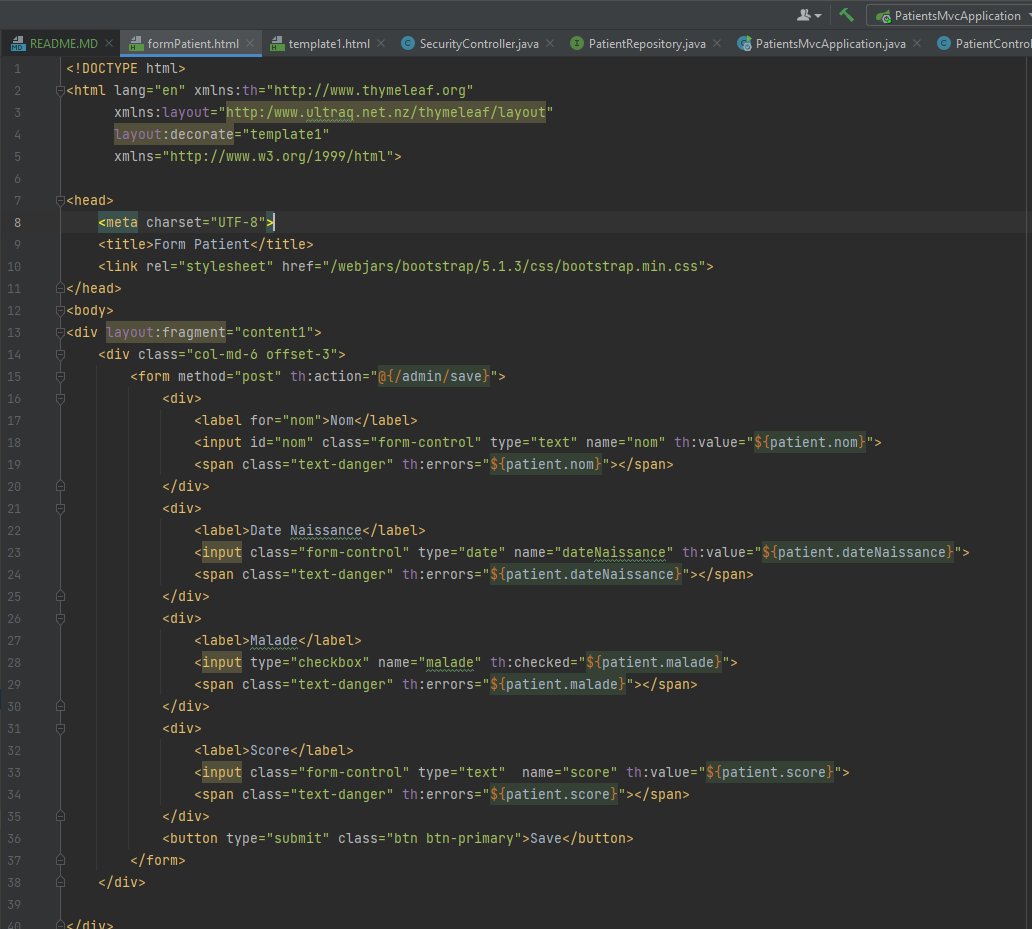 PatientsMvcApplication
README.MD formPatient.html template1.html SecurityController.java PatientRepository.java PatientsMvcApplication.java PatientContro
1 <!DOCTYPE html>
2 <html lang="en" xmlns:th="http://www.thymeleaf.org"
3 xmlns:layout="http:/www.ultraq.net.nz/thymeleaf/layout"
4 layout:decorate="template1"
5 xmlns="http://www.w3.org/1999/html">
6
7 <head>
8 <meta charset="UTF-8">
9 <title>Form Patient</title>
10 <link rel="stylesheet" href="/webjars/bootstrap/5.1.3/css/bootstrap.min.css">
11 </head>
12 <body>
13 <div layout:fragment="content1">
14 <div class="col-md-6 offset-3">
15 <form method="post" th:action="@{/admin/save}">
16 <div>
17 <label for="nom">Nom</label>
18 <input id="nom" class="form-control" type="text" name="nom" th:value="${patient.nom}">
19 <span class="text-danger" th:errors="${patient.nom}"></span>
20 </div>
21 <div>
22 <label>Date Naissance</label>
23 <input class="form-control" type="date" name="dateNaissance" th:value="${patient.dateNaissance}">
24 <span class="text-danger" th:errors="${patient.dateNaissance}"></span>
25 </div>
26 <div>
27 <label>Malade</label>
28 <input type="checkbox" name="malade" th:checked="${patient.malade}">
29 <span class="text-danger" th:errors="${patient.malade}"></span>
30 </div>
31 <div>
32 <label>Score</label>
33 <input class="form-control" type="text"  name="score" th:value="${patient.score}">
34 <span class="text-danger" th:errors="${patient.score}"></span>
35 </div>
36 <button type="submit" class="btn btn-primary">Save</button>
37 </form>
38 </div>
39
40 </div>